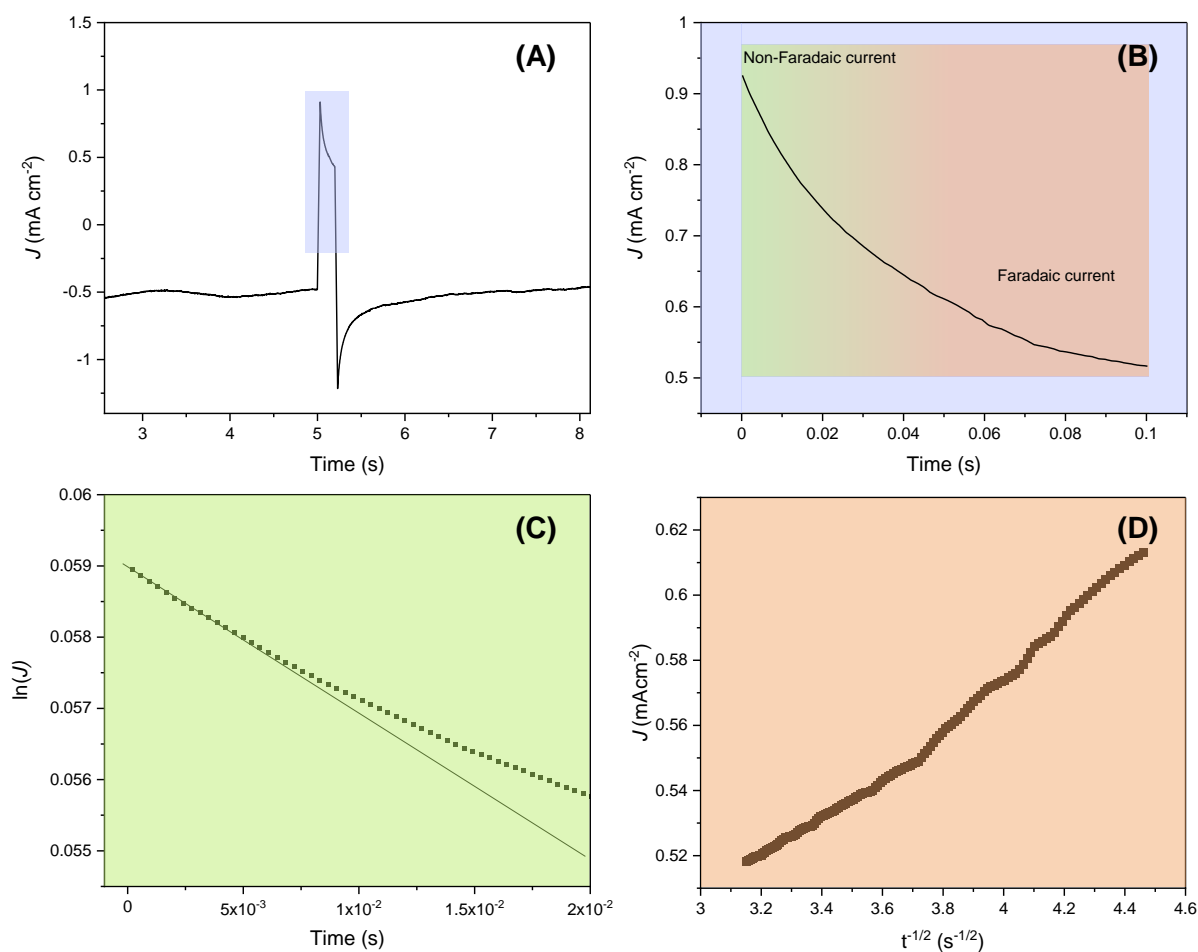 (A)
1.5
1
0.5
0
-0.5
-1
J (mA cm-2)
3 4 5 6 7 8
Time (s)
(B)
Non-Faradaic current
Faradaic current
1
0.9
0.8
0.7
0.6
0.5
J (mA cm-2)
0 0.02 0.04 0.06 0.08 0.1
Time (s)
(C)
0.06
0.059
0.058
0.057
0.056
0.055
ln(J)
0 5x10-3 1x10-2 1.5x10-2 2x10-2
Time (s)
(D)
0.62
0.6
0.58
0.56
0.54
0.52
J (mAcm-2)
3 3.2 3.4 3.6 3.8 4 4.2 4.4 4.6
t-1/2 (s-1/2)